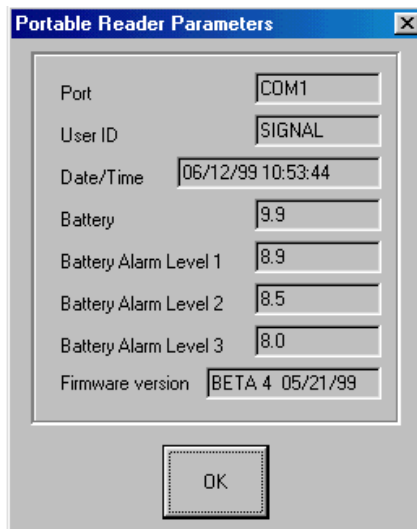 Portable Reader Parameters
Port COM1
User ID SIGNAL
Date/Time 06/12/99 10:53:44
Battery 9.9
Battery Alarm Level 1 8.9
Battery Alarm Level 2 8.5
Battery Alarm Level 3 8.0
Firmware version BETA 4 05/21/99
OK